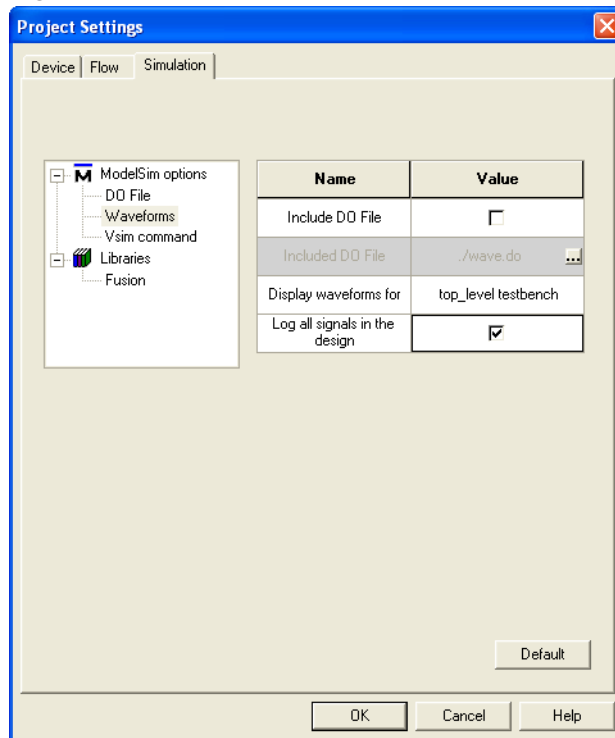 Project Settings
Device Flow Simulation
ModelSim options
DO File
Waveforms
Vsim command
Libraries
Fusion
Name Value
Include DO File
Included DO File ./wave.do ...
Display waveforms for top_level testbench
Log all signals in the
design
Default
OK Cancel Help